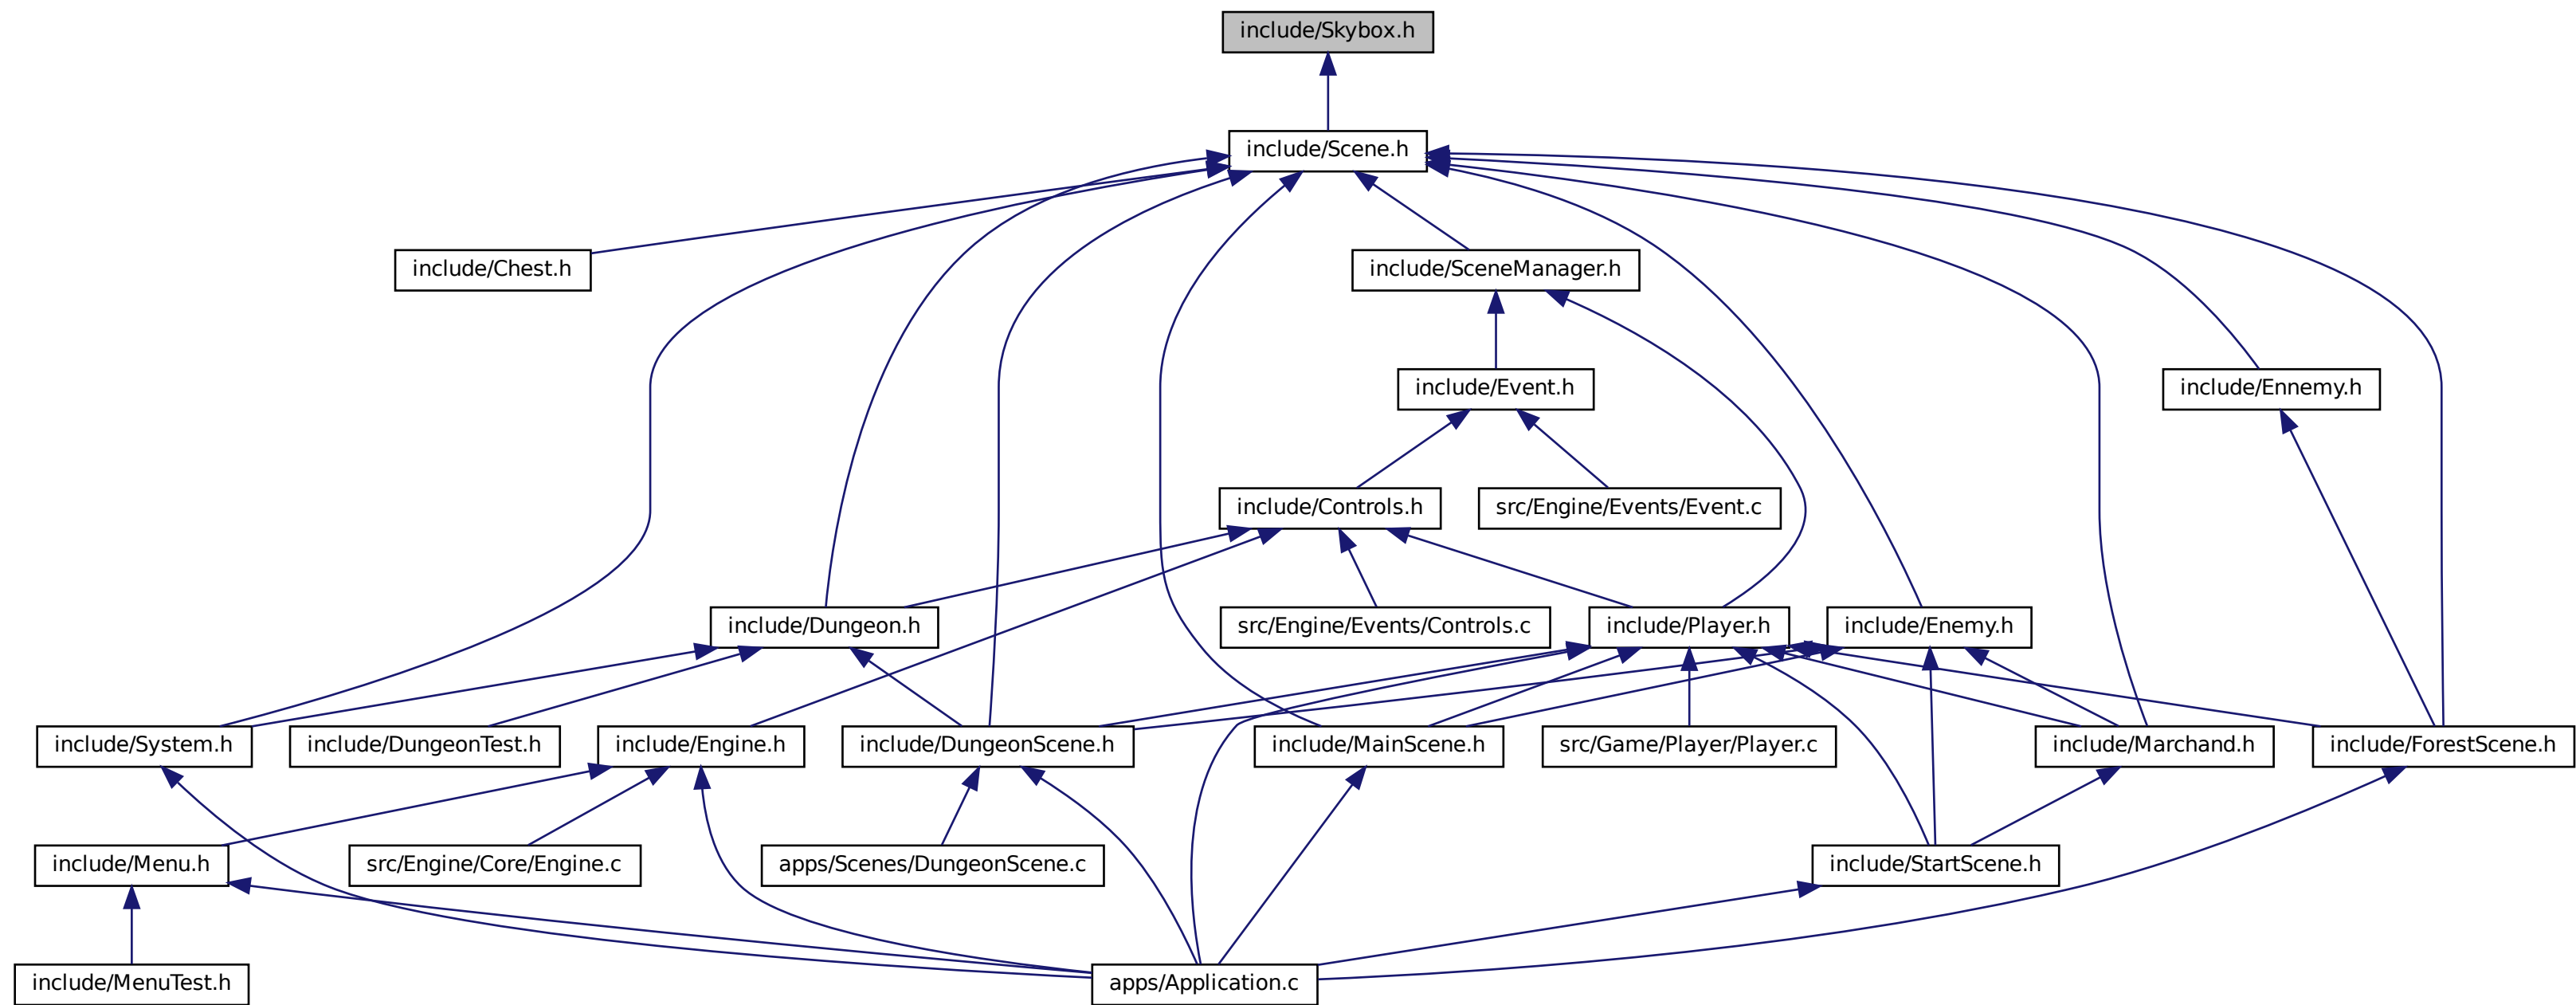 include/Skybox.h
include/Scene.h
include/Chest.h
include/SceneManager.h
include/Event.h
include/Ennemy.h
include/Controls.h
src/Engine/Events/Event.c
include/Dungeon.h
src/Engine/Events/Controls.c
include/Player.h
include/Enemy.h
include/System.h
include/DungeonTest.h
include/Engine.h
include/DungeonScene.h
include/MainScene.h
src/Game/Player/Player.c
include/Marchand.h
include/ForestScene.h
include/Menu.h
src/Engine/Core/Engine.c
apps/Scenes/DungeonScene.c
include/StartScene.h
include/MenuTest.h
apps/Application.c